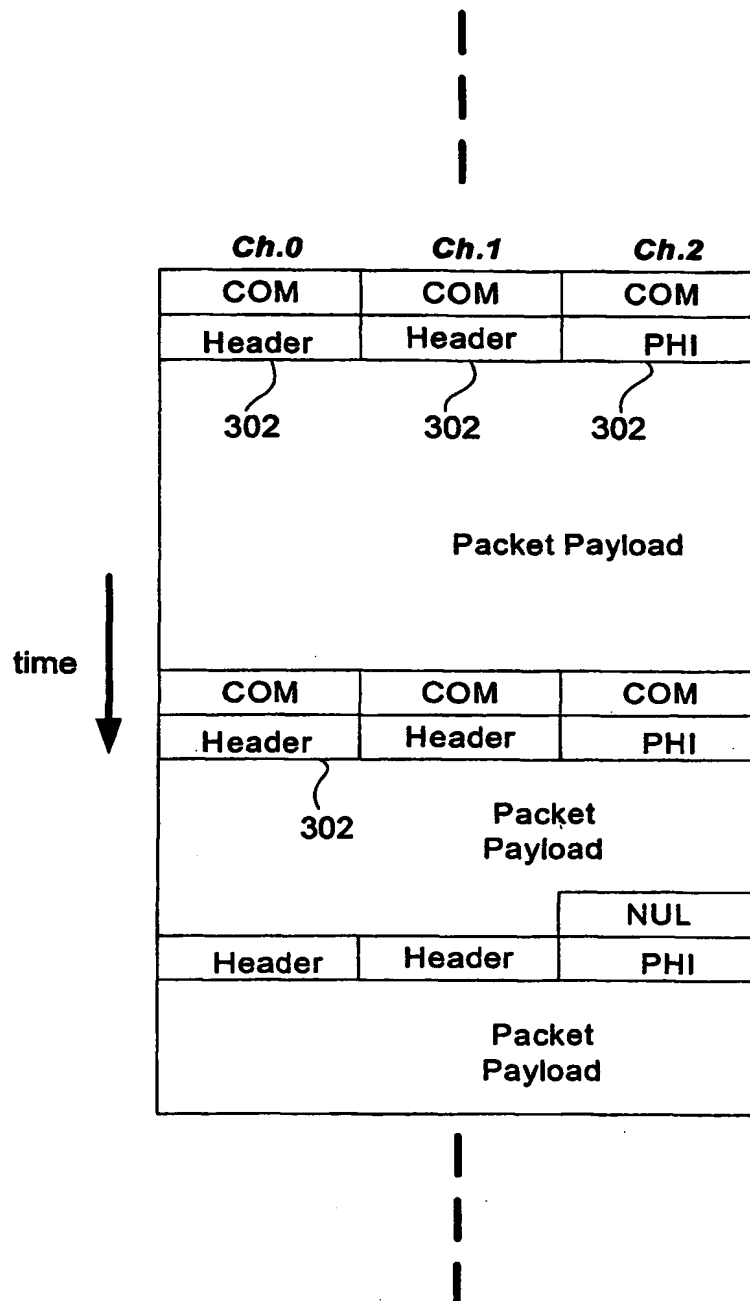 Ch.0 Ch.1 Ch.2
COM COM COM
Header Header PHI
302 302 302
Packet Payload
time
COM COM COM
Header Header PHI
302
Packet
Payload
NUL
Header Header PHI
Packet
Payload